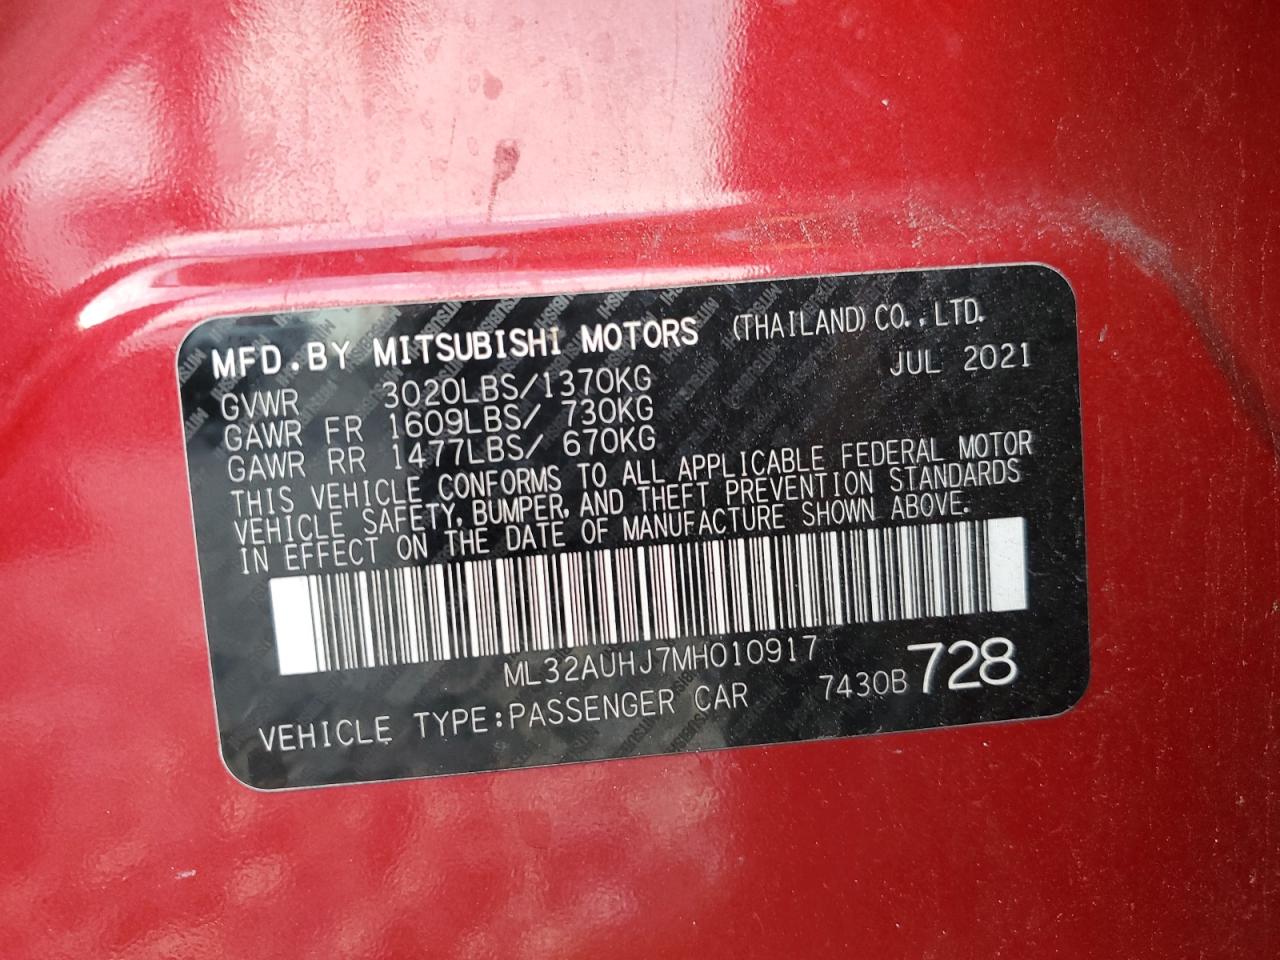 MFD.BY MITSUBISHI MOTORS (THAILAND) CO.,LTD.
JUL 2021
GVWR 3020LBS/1370KG
GAWR FR 1609LBS/ 730KG
GAWR RR 1477LBS/ 670KG
THIS VEHICLE CONFORMS TO ALL APPLICABLE FEDERAL MOTOR
VEHICLE SAFETY, BUMPER, AND THEFT PREVENTION STANDARDS
IN EFFECT ON THE DATE OF MANUFACTURE SHOWN ABOVE.
ML32AUHJ7MH010917
VEHICLE TYPE:PASSENGER CAR 7430B 728